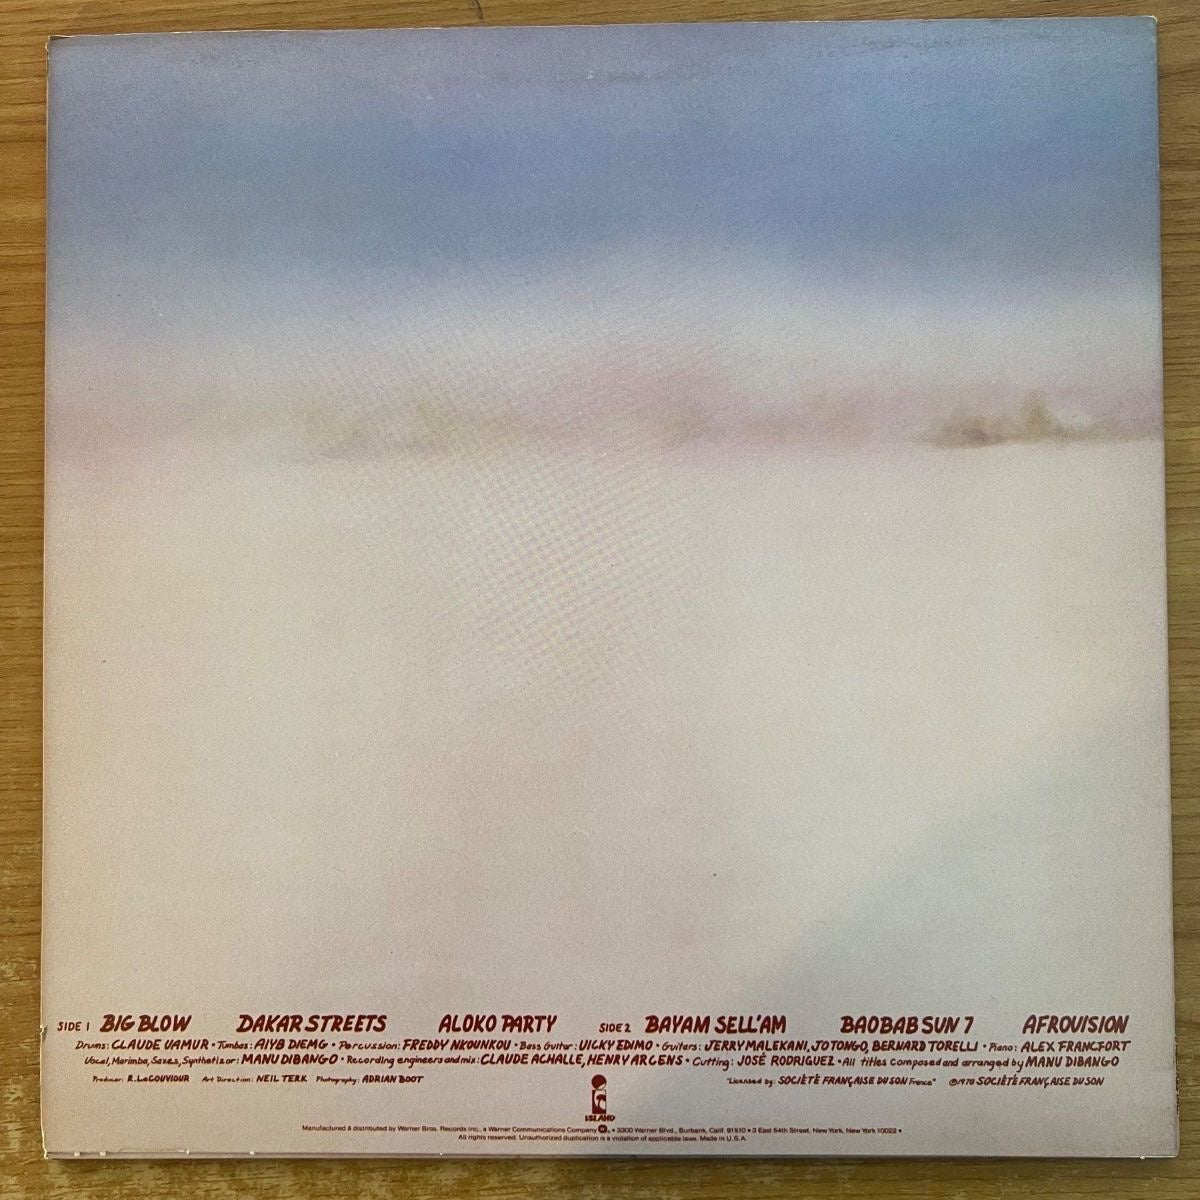 SIDE 1 BIG BLOW DAKAR STREETS ALOKO PARTY SIDE 2 BAYAM SELL'AM BAOBAB SUN 7 AFROVISION
Drums: CLAUDE VAMUR • Tumbas: AIYB DIEMG • Percussion: FREDDY NKOUNKOU • Bass Guitar: VICKY EDIMO • Guitars: JERRY MALEKANI, JO TONGO, BERNARD TORELLI • Piano: ALEX FRANCFORT
Vocal, Marimba, Saxes, Synthetizor: MANU DIBANGO • Recording engineers and mix: CLAUDE ACHALLE, HENRY ARCENS • Cutting: JOSÉ RODRIGUEZ • All titles composed and arranged by MANU DIBANGO
Producer: R. LeCOUVIOUR Art Direction: NEIL TERK Photography: ADRIAN BOOT "Licensed by: SOCIÉTÉ FRANÇAISE DU SON France" ©1978 SOCIÉTÉ FRANÇAISE DU SON
ISLAND
Manufactured & distributed by Warner Bros. Records Inc., a Warner Communications Company • 3300 Warner Blvd., Burbank, Calif. 91510 • 3 East 54th Street, New York, New York 10022 •
All rights reserved. Unauthorized duplication is a violation of applicable laws. Made in U.S.A.